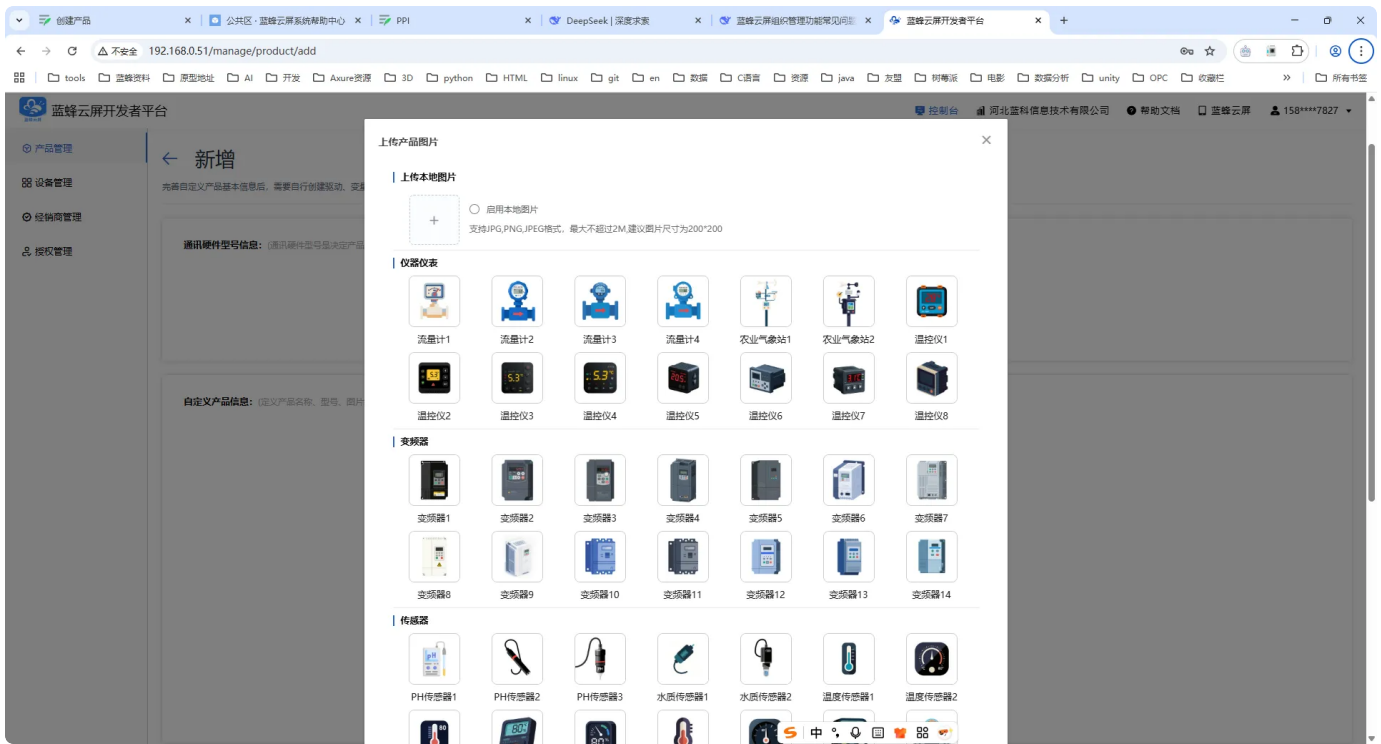 创建产品
公共区 · 蓝蜂云屏系统帮助中心
PPI
DeepSeek | 深度求索
蓝蜂云屏组织管理功能常见问题
蓝蜂云屏开发者平台
不安全 192.168.0.51/manage/product/add
tools 蓝蜂资料 原型地址 AI 开发 Axure资源 3D python HTML linux git en 数据 C语言 资源 java 友盟 树莓派 电影 数据分析 unity OPC 收藏栏 » 所有书签
蓝蜂云屏开发者平台
控制台 河北蓝科信息技术有限公司 帮助文档 蓝蜂云屏 158****7827
产品管理
设备管理
经销商管理
授权管理
← 新增
完善自定义产品基本信息后，需要自行创建驱动、变
通讯硬件型号信息：(通讯硬件型号是决定产品
自定义产品信息：(定义产品名称、型号、图片
上传产品图片
上传本地图片
+
启用本地图片
支持JPG,PNG,JPEG格式，最大不超过2M,建议图片尺寸为200*200
仪器仪表
流量计1 流量计2 流量计3 流量计4 农业气象站1 农业气象站2 温控仪1
温控仪2 温控仪3 温控仪4 温控仪5 温控仪6 温控仪7 温控仪8
变频器
变频器1 变频器2 变频器3 变频器4 变频器5 变频器6 变频器7
变频器8 变频器9 变频器10 变频器11 变频器12 变频器13 变频器14
传感器
PH传感器1 PH传感器2 PH传感器3 水质传感器1 水质传感器2 温度传感器1 温度传感器2
中